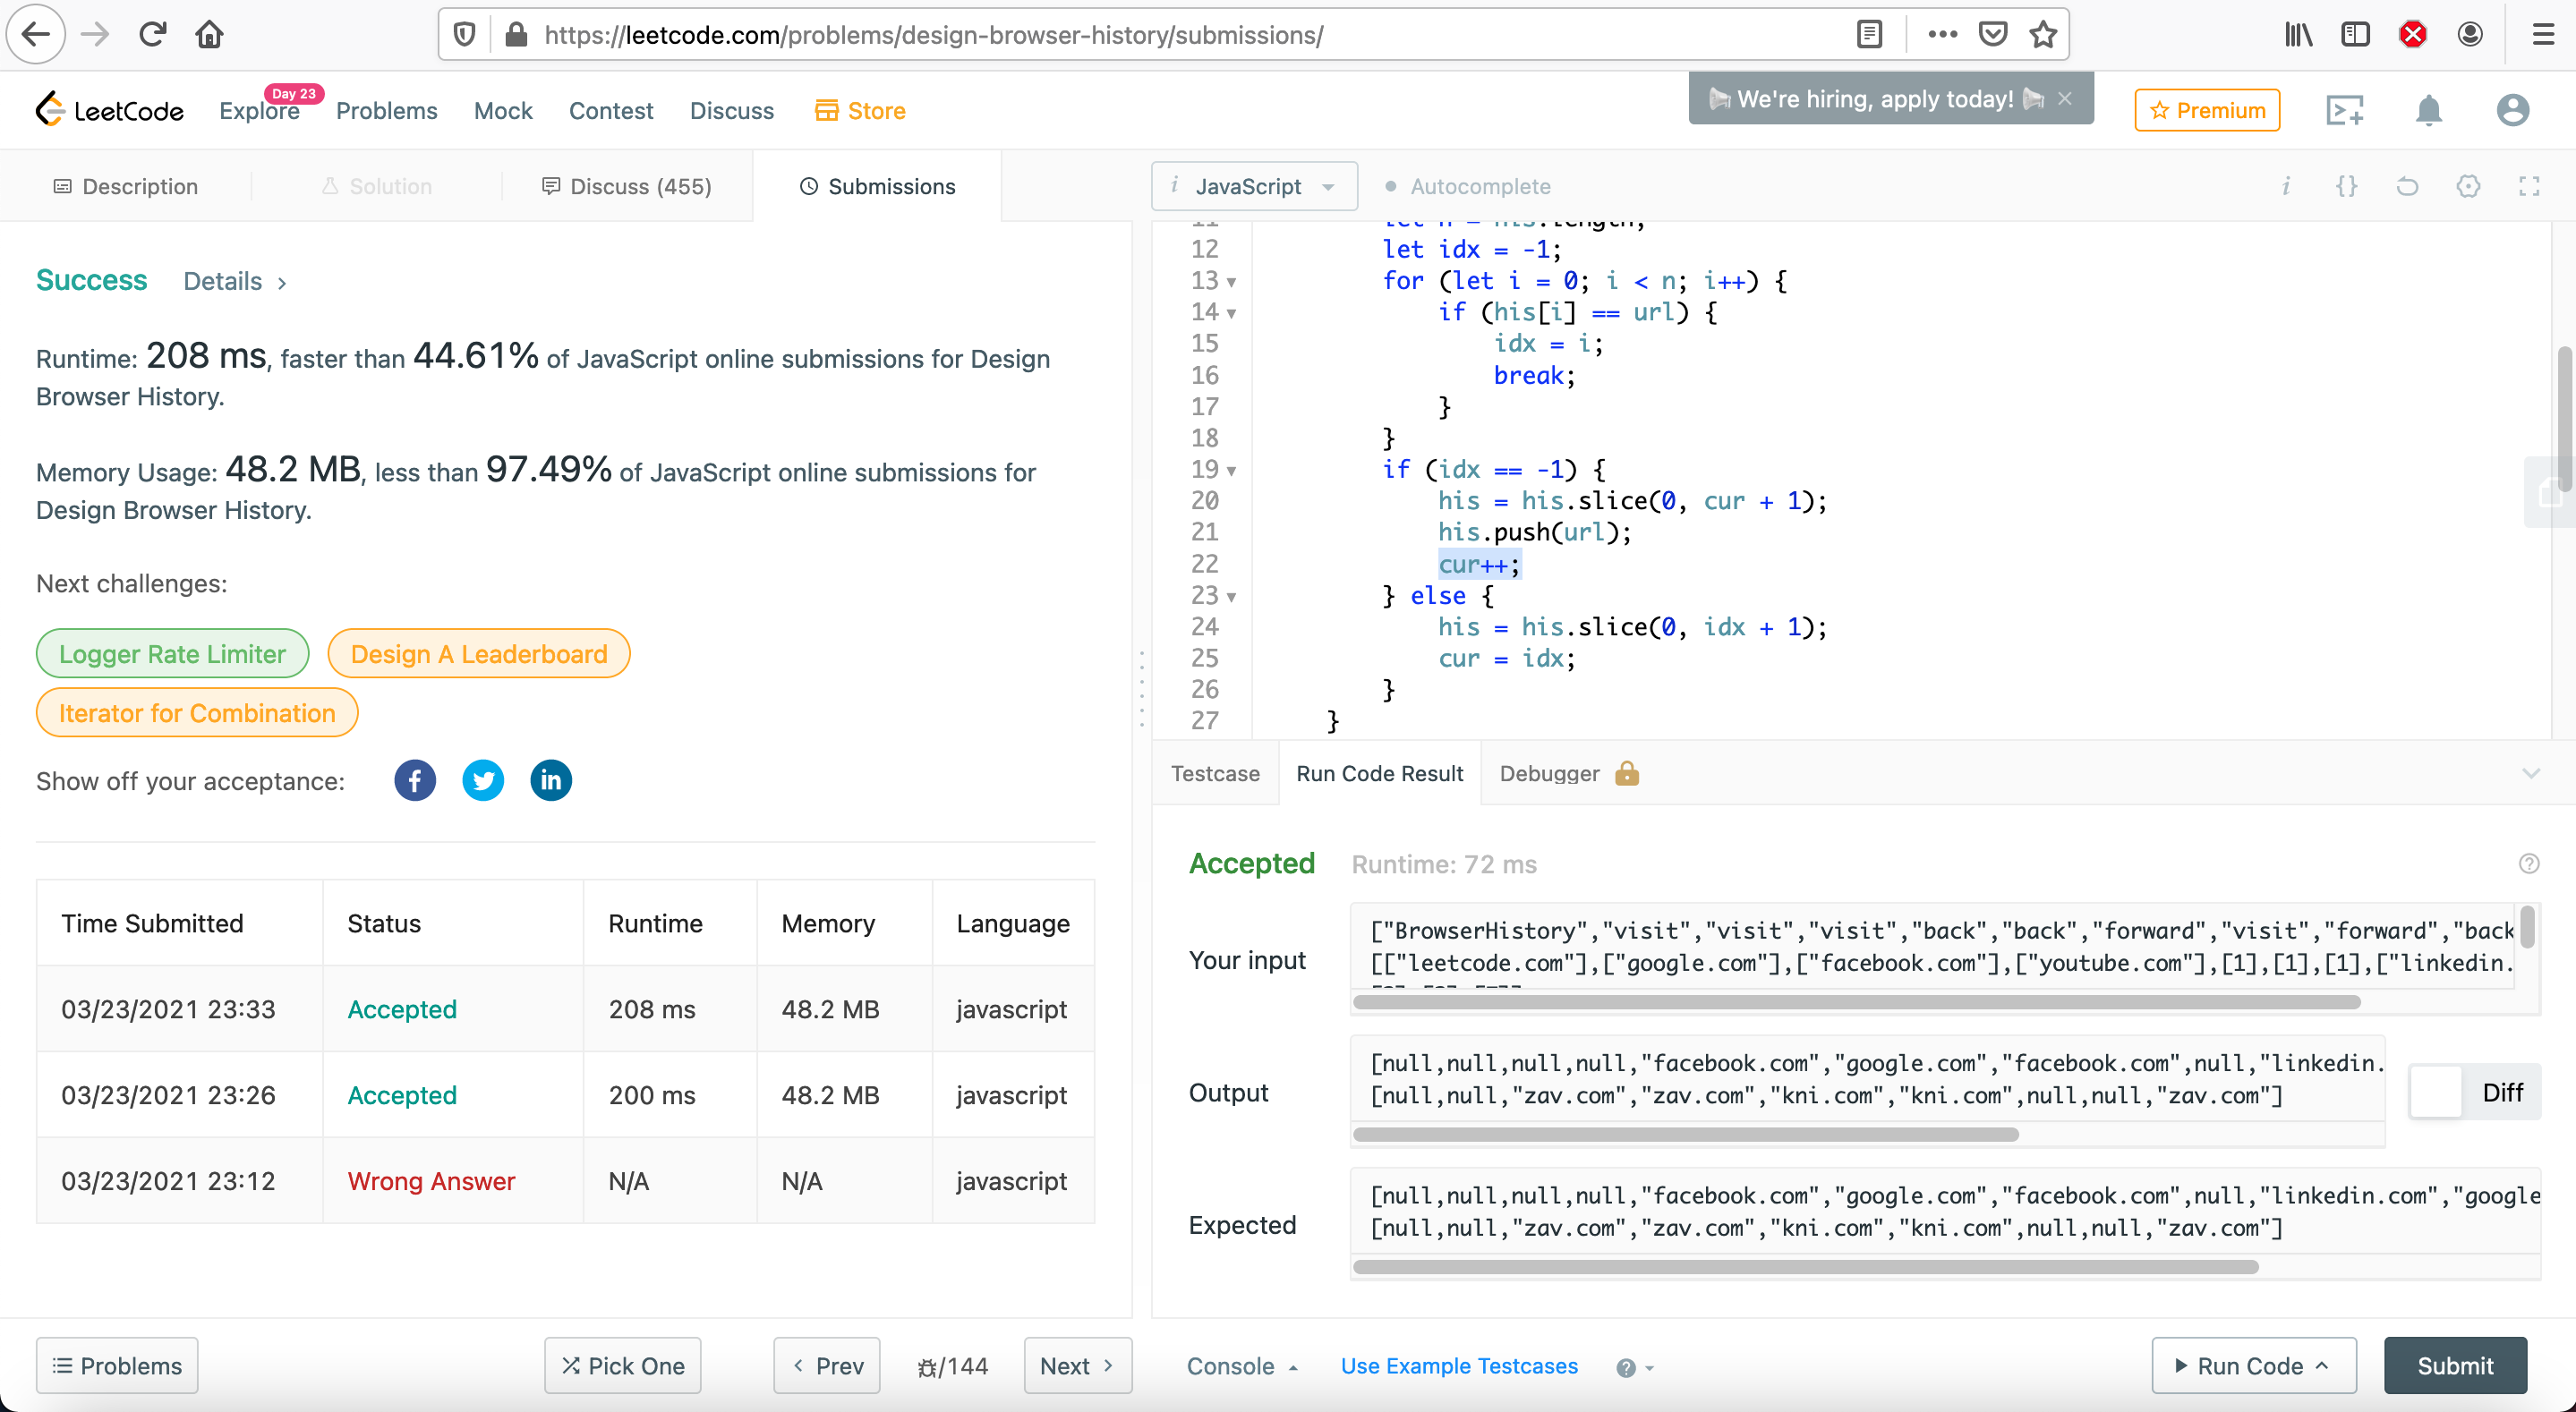 https://leetcode.com/problems/design-browser-history/submissions/
LeetCode
Explore
Day 23
Problems
Mock
Contest
Discuss
Store
We're hiring, apply today!
Premium
Description
Solution
Discuss (455)
Submissions
Success
Details
Runtime: 208 ms, faster than 44.61% of JavaScript online submissions for Design
Browser History.
Memory Usage: 48.2 MB, less than 97.49% of JavaScript online submissions for
Design Browser History.
Next challenges:
Logger Rate Limiter
Design A Leaderboard
Iterator for Combination
Show off your acceptance:
Time Submitted Status Runtime Memory Language
03/23/2021 23:33 Accepted 208 ms 48.2 MB javascript
03/23/2021 23:26 Accepted 200 ms 48.2 MB javascript
03/23/2021 23:12 Wrong Answer N/A N/A javascript
Problems
Pick One
Prev
/144
Next
JavaScript
Autocomplete
12 let idx = -1;
13 for (let i = 0; i < n; i++) {
14 if (his[i] == url) {
15 idx = i;
16 break;
17 }
18 }
19 if (idx == -1) {
20 his = his.slice(0, cur + 1);
21 his.push(url);
22 cur++;
23 } else {
24 his = his.slice(0, idx + 1);
25 cur = idx;
26 }
27 }
Testcase
Run Code Result
Debugger
Accepted
Runtime: 72 ms
Your input
["BrowserHistory","visit","visit","visit","back","back","forward","visit","forward","back
[["leetcode.com"],["google.com"],["facebook.com"],["youtube.com"],[1],[1],[1],["linkedin.
Output
[null,null,null,null,"facebook.com","google.com","facebook.com",null,"linkedin.
[null,null,"zav.com","zav.com","kni.com","kni.com",null,null,"zav.com"]
Diff
Expected
[null,null,null,null,"facebook.com","google.com","facebook.com",null,"linkedin.com","google
[null,null,"zav.com","zav.com","kni.com","kni.com",null,null,"zav.com"]
Console
Use Example Testcases
Run Code
Submit